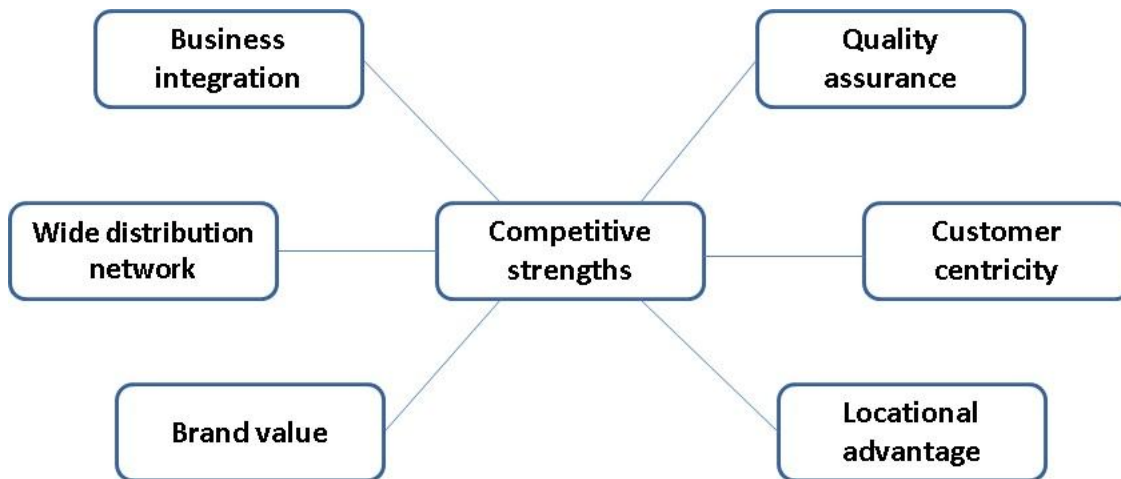 Business
integration
Quality
assurance
Wide distribution
network
Competitive
strengths
Customer
centricity
Brand value
Locational
advantage